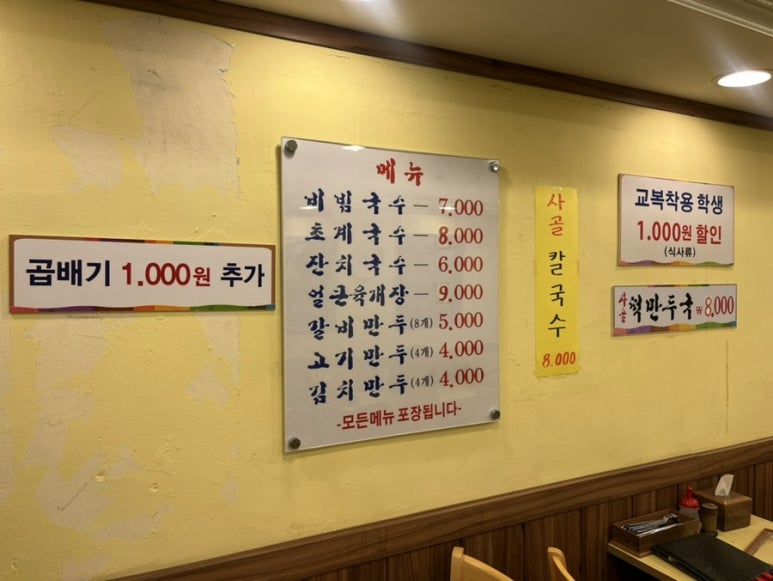 곱배기 1.000원 추가
메뉴
비빔국수 — 7.000
초계국수 — 8.000
잔치국수 — 6.000
얼근육개장 — 9.000
갈비만두 (8개) 5.000
고기만두 (4개) 4.000
김치만두 (4개) 4.000
-모든메뉴 포장됩니다-
사골 칼국수
8.000
교복착용 학생
1.000원 할인
(식사류)
사골 떡만두국 ₩8,000